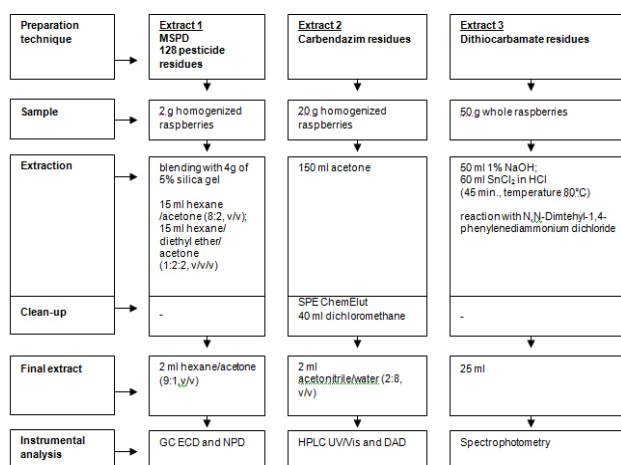 Preparation
technique
Extract 1
MSPD
128 pesticide
residues
Extract 2
Carbendazim residues
Extract 3
Dithiocarbamate residues
Sample
2 g homogenized
raspberries
20 g homogenized
raspberries
50 g whole raspberries
Extraction
blending with 4g of
5% silica gel
15 ml hexane
/acetone (8:2, v/v);
15 ml hexane/
diethyl ether/
acetone
(1:2:2, v/v/v)
150 ml acetone
50 ml 1% NaOH;
60 ml SnCl₂ in HCl
(45 min., temperature 80°C)
reaction with N,N-Dimtehyl-1,4-
phenylenediammonium dichloride
Clean-up
-
SPE ChemElut
40 ml dichloromethane
-
Final extract
2 ml hexane/acetone
(9:1,v/v)
2 ml
acetonitrile/water (2:8,
v/v)
25 ml
Instrumental
analysis
GC ECD and NPD
HPLC UV/Vis and DAD
Spectrophotometry